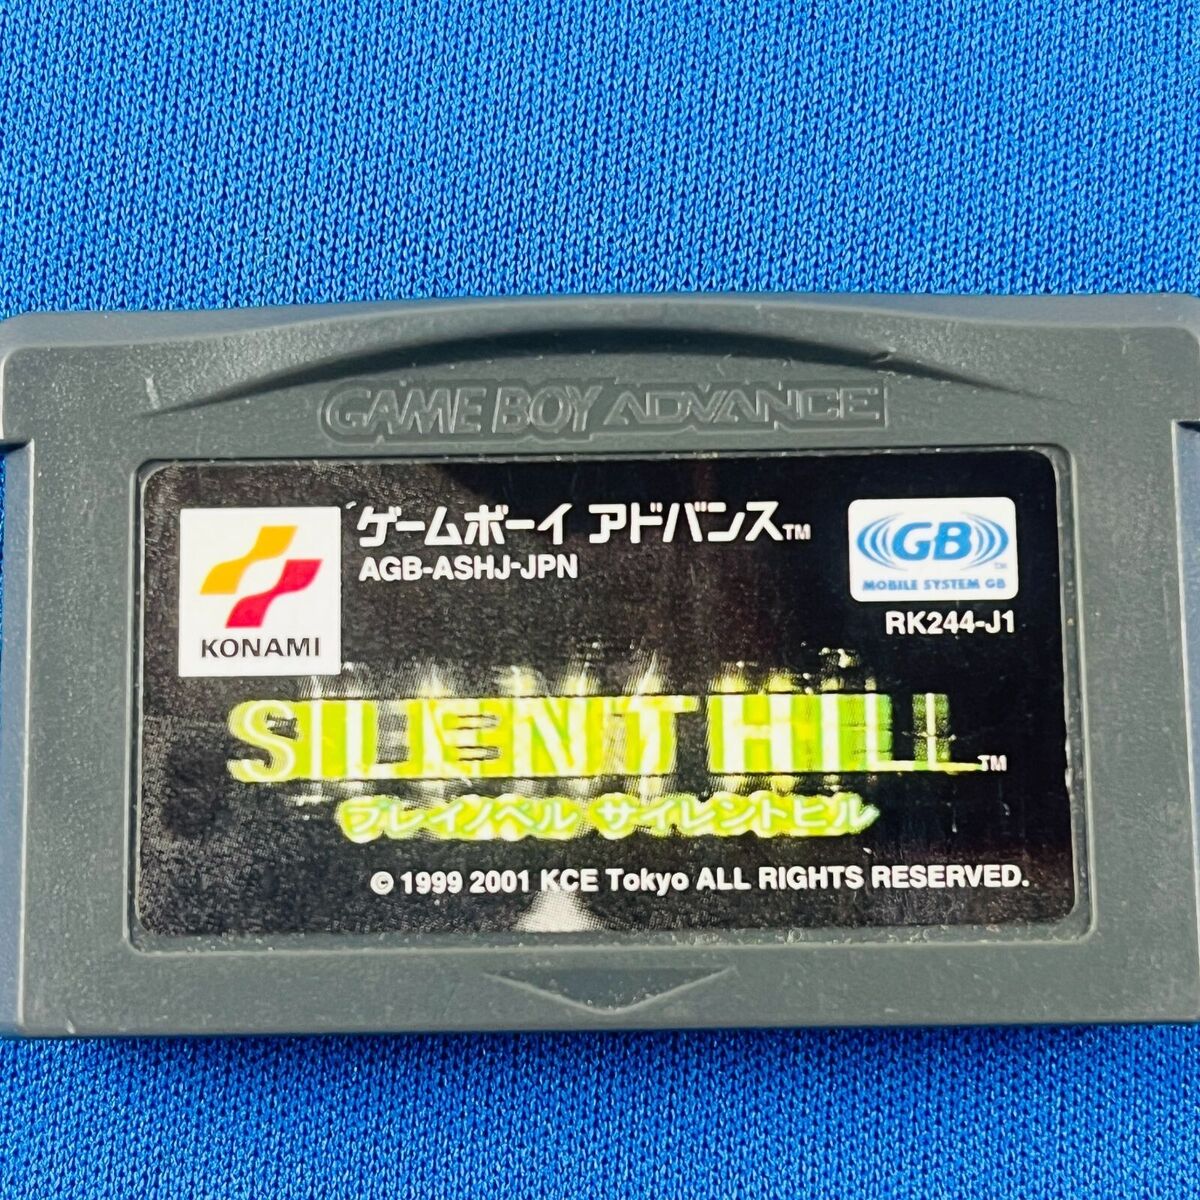 GAME BOY ADVANCE
ゲームボーイ アドバンス™
AGB-ASHJ-JPN
KONAMI
GB™
MOBILE SYSTEM GB
RK244-J1
SILENT HILL™
プレイノベル サイレントヒル
© 1999 2001 KCE Tokyo ALL RIGHTS RESERVED.